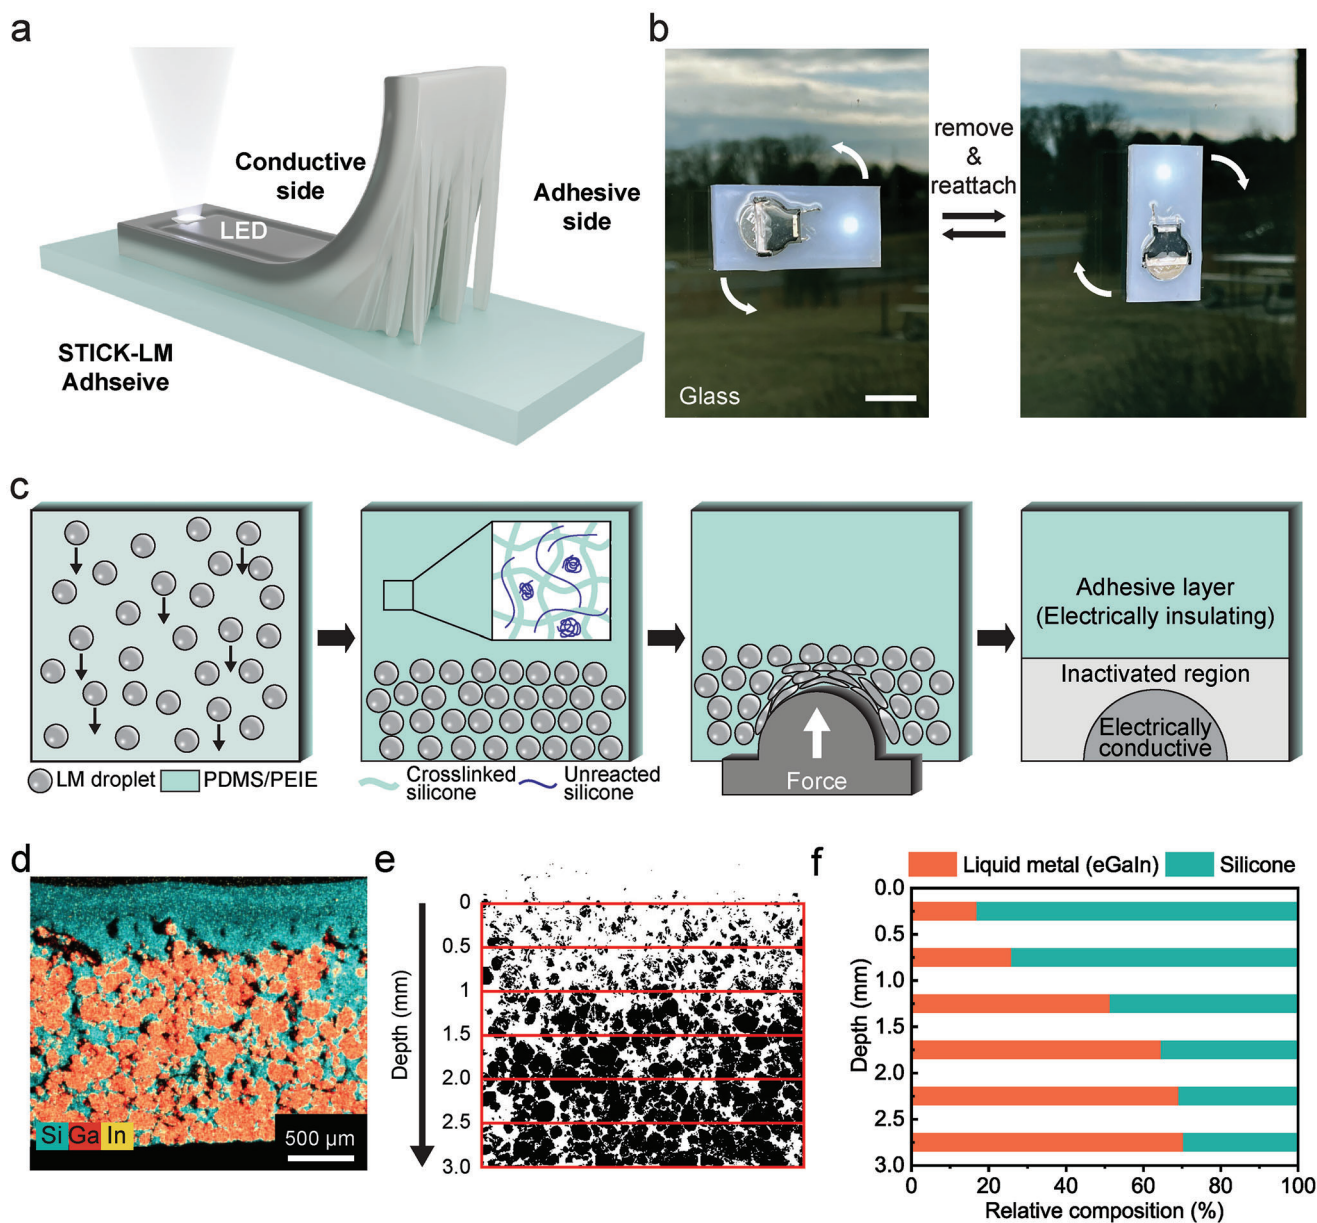 a
Conductive
side
Adhesive
side
LED
STICK-LM
Adhseive
b
remove
&
reattach
Glass
c
LM droplet
PDMS/PEIE
Crosslinked
silicone
Unreacted
silicone
Force
Adhesive layer
(Electrically insulating)
Inactivated region
Electrically
conductive
d
Si Ga In
500 µm
e
Depth (mm)
0
0.5
1
1.5
2.0
2.5
3.0
f
Liquid metal (eGaIn)
Silicone
Depth (mm)
0.0
0.5
1.0
1.5
2.0
2.5
3.0
0 20 40 60 80 100
Relative composition (%)